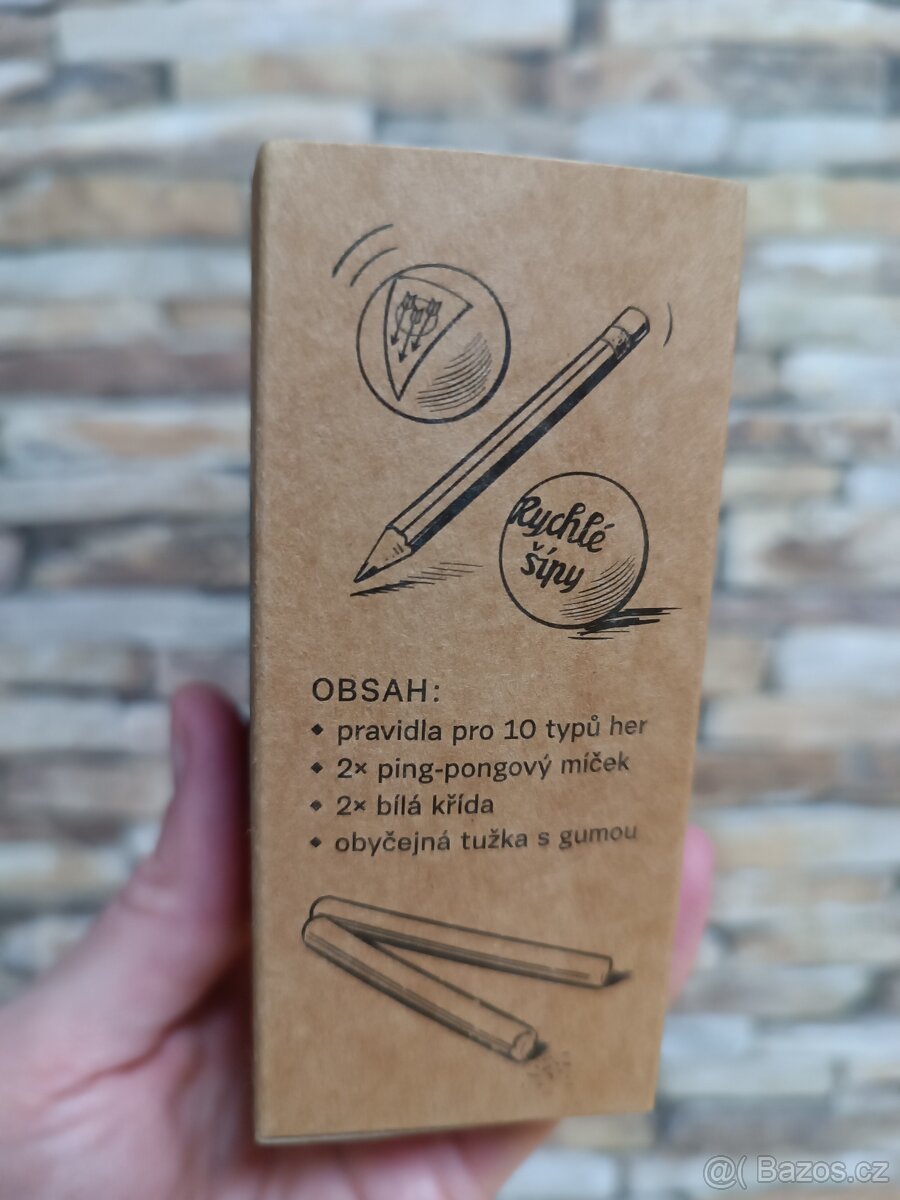 Rychlé
šípy
OBSAH:
◆ pravidla pro 10 typů her
◆ 2× ping-pongový míček
◆ 2× bílá křída
◆ obyčejná tužka s gumou
@( Bazos.cz